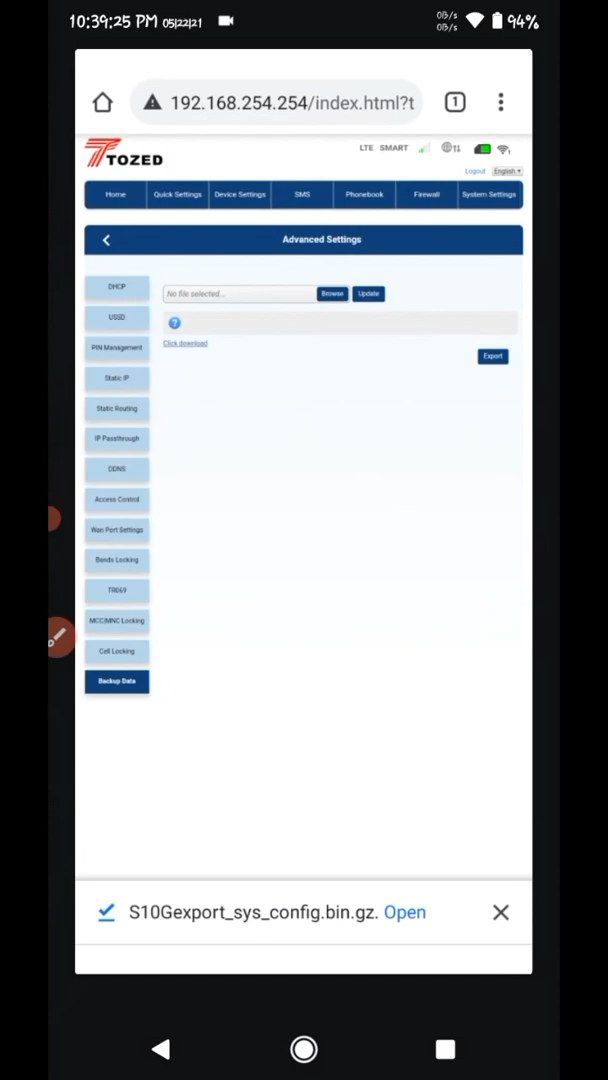 10:39:25 PM 05|22|21
0B/s
0B/s
94%
192.168.254.254/index.html?t
1
TOZED
LTE SMART
Logout English
Home Quick Settings Device Settings SMS Phonebook Firewall System Settings
Advanced Settings
DHCP
No file selected... Browse Update
USSD
?
Click download
PIN Management
Export
Static IP
Static Routing
IP Passthrough
DDNS
Access Control
Wan Port Settings
Bands Locking
TR069
MCC|MNC Locking
Cell Locking
Backup Data
S10Gexport_sys_config.bin.gz. Open